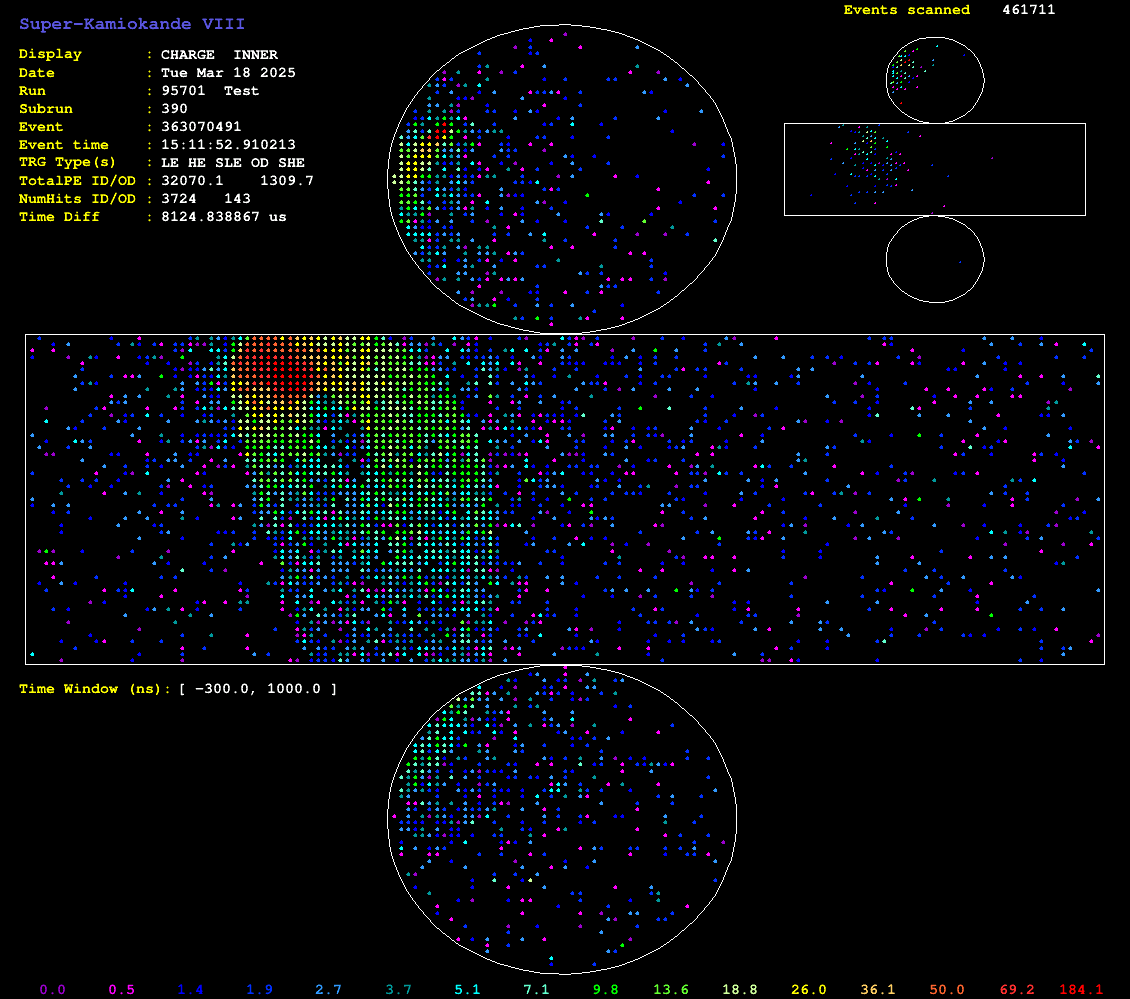 Super-Kamiokande VIII
Events scanned 461711
Display : CHARGE INNER
Date : Tue Mar 18 2025
Run : 95701 Test
Subrun : 390
Event : 363070491
Event time : 15:11:52.910213
TRG Type(s) : LE HE SLE OD SHE
TotalPE ID/OD : 32070.1 1309.7
NumHits ID/OD : 3724 143
Time Diff : 8124.838867 us
Time Window (ns): [ -300.0, 1000.0 ]
0.0 0.5 1.4 1.9 2.7 3.7 5.1 7.1 9.8 13.6 18.8 26.0 36.1 50.0 69.2 184.1